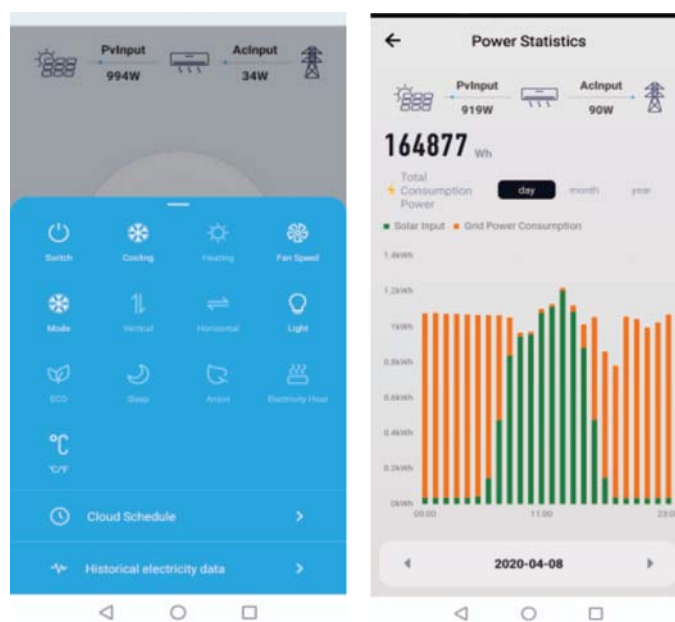 PvInput
AcInput
994W
34W
Switch
Cooling
Heating
Fan Speed
Mode
Vertical
Horizontal
Light
ECO
Sleep
Anion
Electricity Heat
°C
°C/°F
Cloud Schedule
Historical electricity data
Power Statistics
PvInput
AcInput
919W
90W
164877 Wh
Total
Consumption
Power
day
month
year
Solar Input
Grid Power Consumption
1.4kWh
1.2kWh
1kWh
0.8kWh
0.6kWh
0.4kWh
0.2kWh
0kWh
00:00
11:00
23:0
2020-04-08